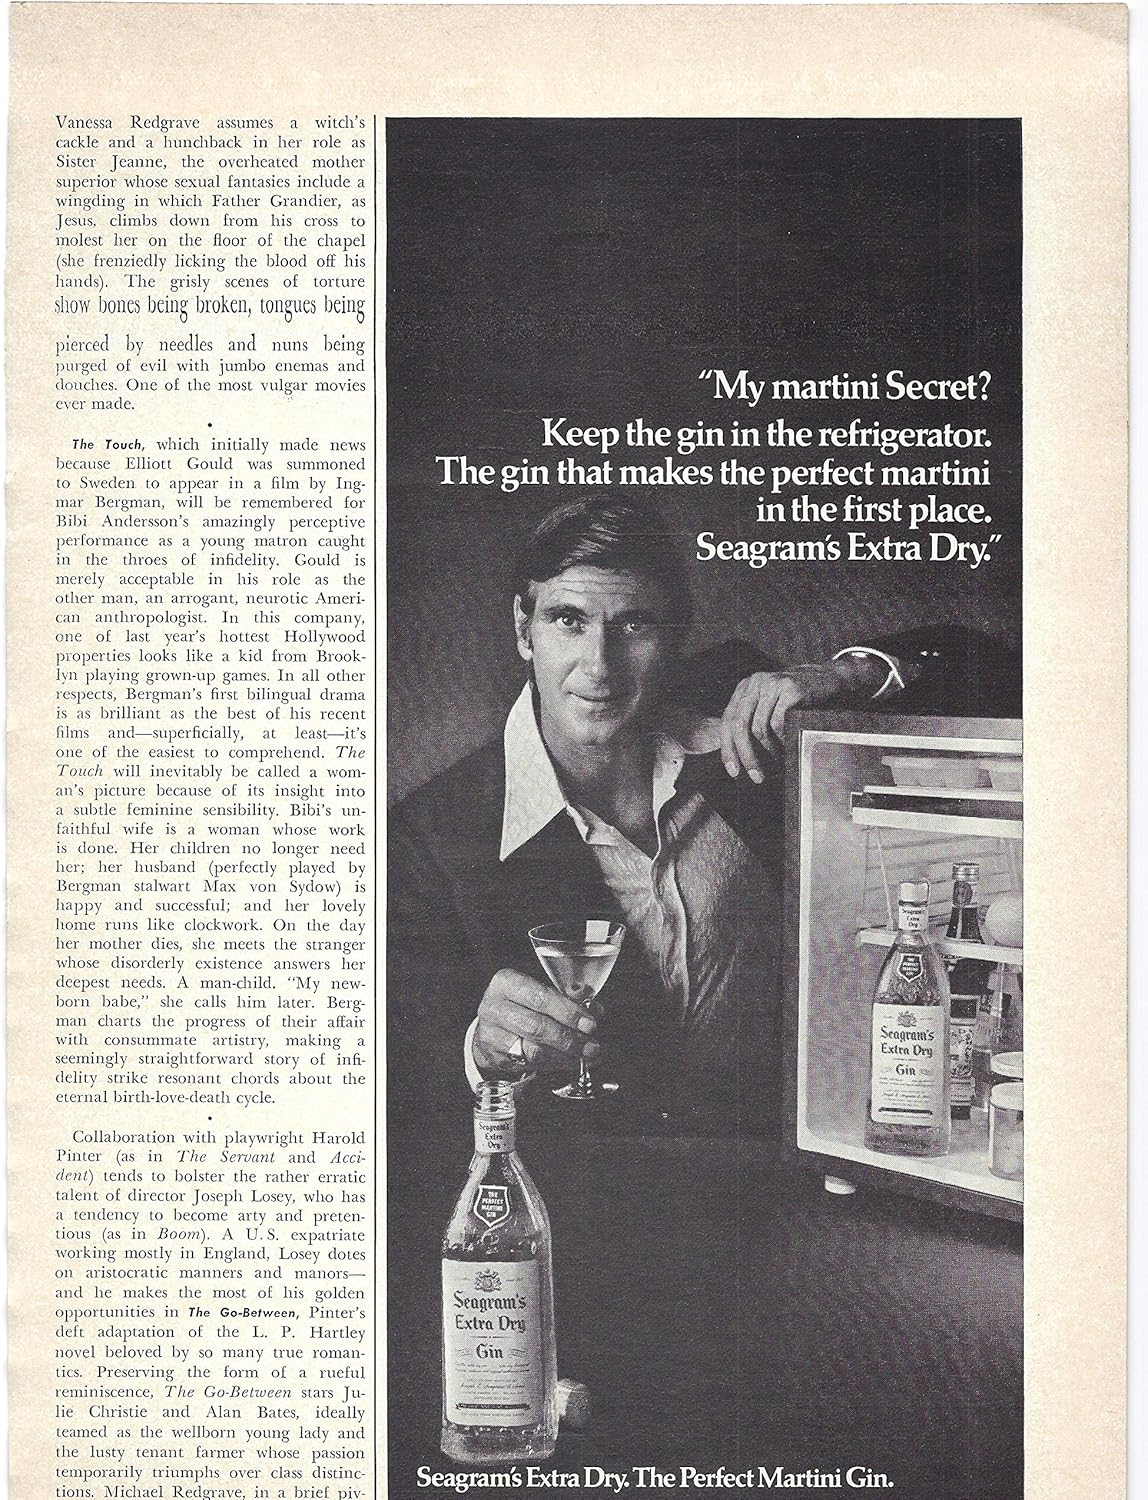 Vanessa Redgrave assumes a witch's
cackle and a hunchback in her role as
Sister Jeanne, the overheated mother
superior whose sexual fantasies include a
wingding in which Father Grandier, as
Jesus, climbs down from his cross to
molest her on the floor of the chapel
(she frenziedly licking the blood off his
hands). The grisly scenes of torture
show bones being broken, tongues being
pierced by needles and nuns being
purged of evil with jumbo enemas and
douches. One of the most vulgar movies
ever made.
•
The Touch, which initially made news
because Elliott Gould was summoned
to Sweden to appear in a film by Ing-
mar Bergman, will be remembered for
Bibi Andersson's amazingly perceptive
performance as a young matron caught
in the throes of infidelity. Gould is
merely acceptable in his role as the
other man, an arrogant, neurotic Ameri-
can anthropologist. In this company,
one of last year's hottest Hollywood
properties looks like a kid from Brook-
lyn playing grown-up games. In all other
respects, Bergman's first bilingual drama
is as brilliant as the best of his recent
films and—superficially, at least—it's
one of the easiest to comprehend. The
Touch will inevitably be called a wom-
an's picture because of its insight into
a subtle feminine sensibility. Bibi's un-
faithful wife is a woman whose work
is done. Her children no longer need
her; her husband (perfectly played by
Bergman stalwart Max von Sydow) is
happy and successful; and her lovely
home runs like clockwork. On the day
her mother dies, she meets the stranger
whose disorderly existence answers her
deepest needs. A man-child. "My new-
born babe," she calls him later. Berg-
man charts the progress of their affair
with consummate artistry, making a
seemingly straightforward story of infi-
delity strike resonant chords about the
eternal birth-love-death cycle.
•
Collaboration with playwright Harold
Pinter (as in The Servant and Acci-
dent) tends to bolster the rather erratic
talent of director Joseph Losey, who has
a tendency to become arty and preten-
tious (as in Boom). A U.S. expatriate
working mostly in England, Losey dotes
on aristocratic manners and manors—
and he makes the most of his golden
opportunities in The Go-Between, Pinter's
deft adaptation of the L. P. Hartley
novel beloved by so many true roman-
tics. Preserving the form of a rueful
reminiscence, The Go-Between stars Ju-
lie Christie and Alan Bates, ideally
teamed as the wellborn young lady and
the lusty tenant farmer whose passion
temporarily triumphs over class distinc-
tions. Michael Redgrave, in a brief piv-
"My martini Secret?
Keep the gin in the refrigerator.
The gin that makes the perfect martini
in the first place.
Seagram's Extra Dry."
Seagram's
Extra
Dry
THE
PERFECT
MARTINI
GIN
Seagram's
Extra Dry
Gin
Seagram's
Extra
Dry
THE
PERFECT
MARTINI
GIN
Seagram's
Extra Dry
Gin
Seagram's Extra Dry. The Perfect Martini Gin.